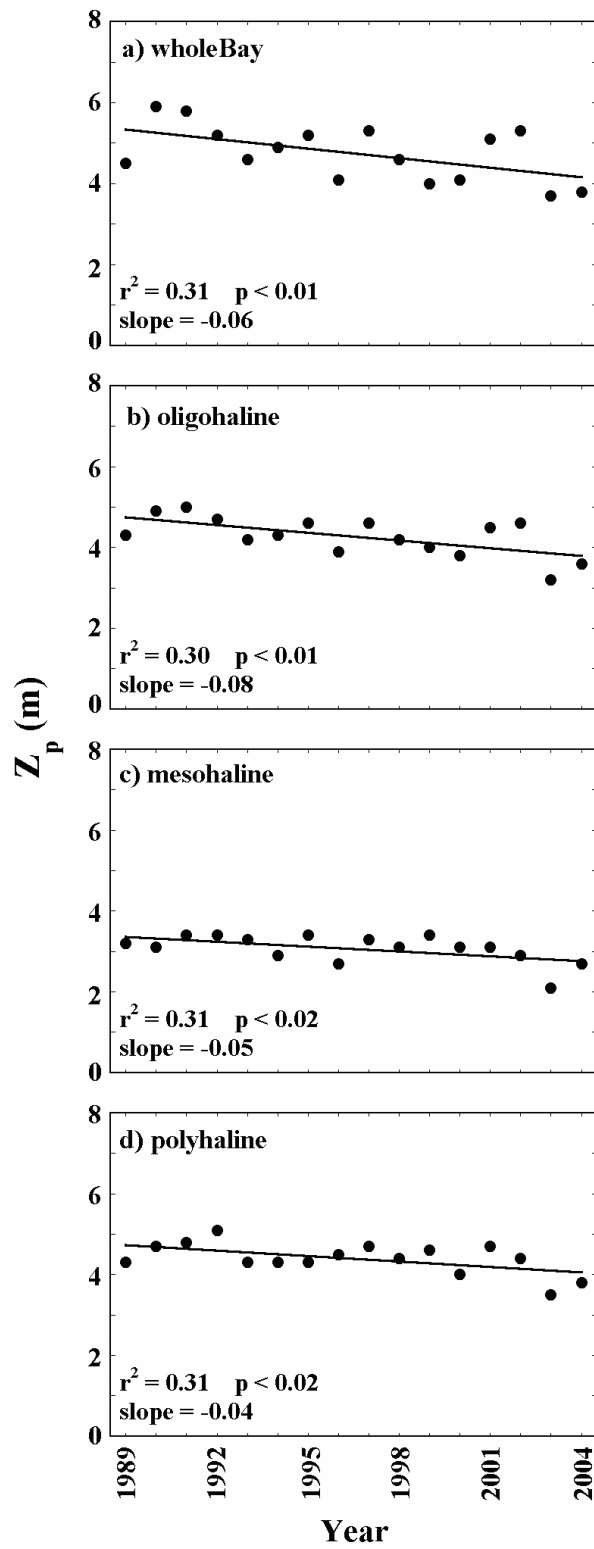 8
a) wholeBay
6
4
2
r² = 0.31 p < 0.01
slope = -0.06
0
8
b) oligohaline
6
4
2
r² = 0.30 p < 0.01
slope = -0.08
0
Z_p (m)
8
c) mesohaline
6
4
2
r² = 0.31 p < 0.02
slope = -0.05
0
8
d) polyhaline
6
4
2
r² = 0.31 p < 0.02
slope = -0.04
0
1989 1992 1995 1998 2001 2004
Year